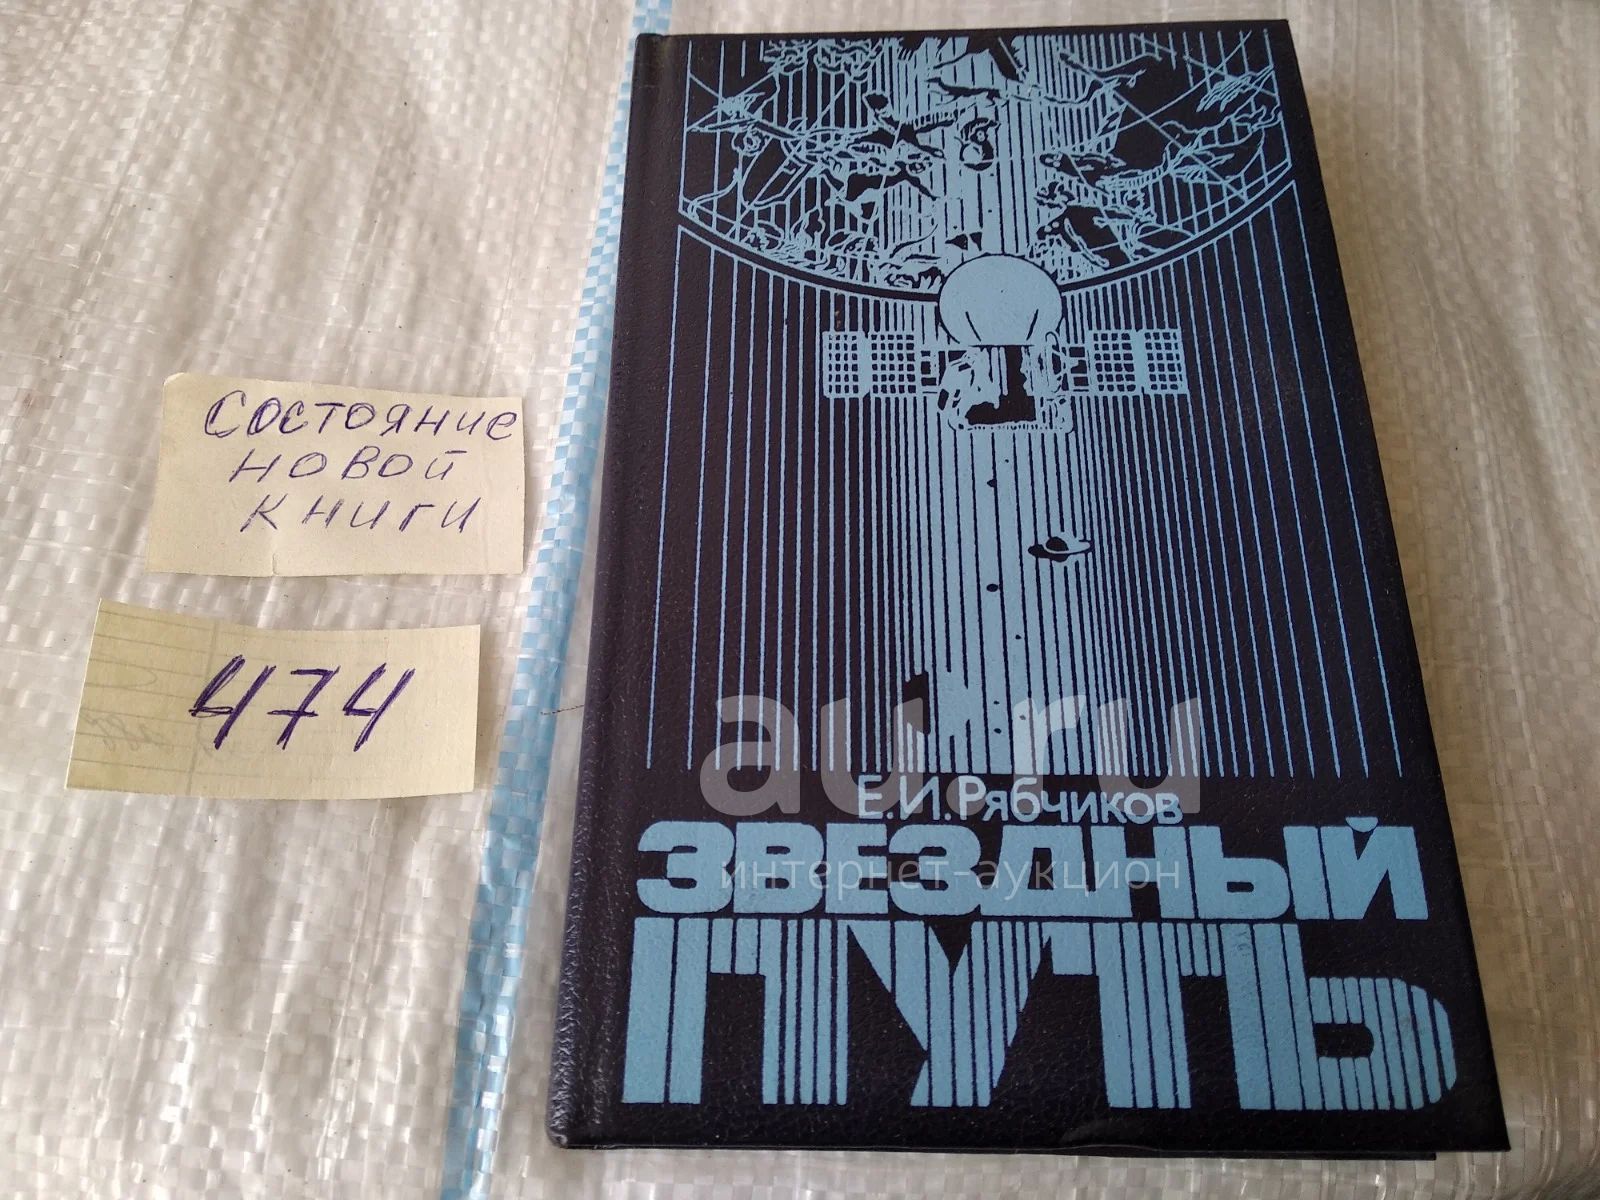 Состояние
новой
книги
474
Е.И.Рябчиков
ЗВЕЗДНЫЙ
ПУТЬ
au.ru
интернет-аукцион